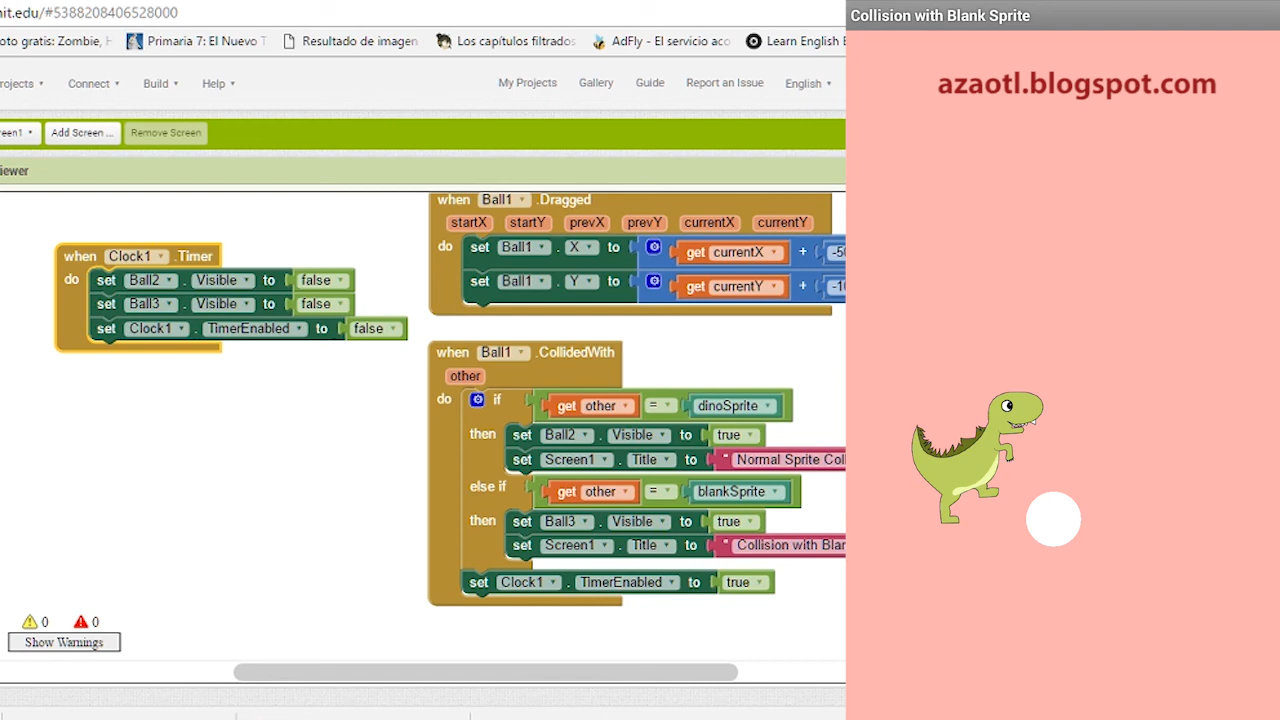 nit.edu/#5388208406528000
oto gratis: Zombie, H
Primaria 7: El Nuevo T
Resultado de imagen
Los capítulos filtrados
AdFly - El servicio aco
Learn English E
rojects
Connect
Build
Help
My Projects
Gallery
Guide
Report an Issue
English
een1
Add Screen ...
Remove Screen
iewer
when Clock1 .Timer
do set Ball2 . Visible to false
set Ball3 . Visible to false
set Clock1 . TimerEnabled to false
when Ball1 .Dragged
startX startY prevX prevY currentX currentY
do set Ball1 . X to get currentX + -50
set Ball1 . Y to get currentY + -10
when Ball1 .CollidedWith
other
do if get other = dinoSprite
then set Ball2 . Visible to true
set Screen1 . Title to " Normal Sprite Coll
else if get other = blankSprite
then set Ball3 . Visible to true
set Screen1 . Title to " Collision with Blan
set Clock1 . TimerEnabled to true
0 0
Show Warnings
Collision with Blank Sprite
azaotl.blogspot.com